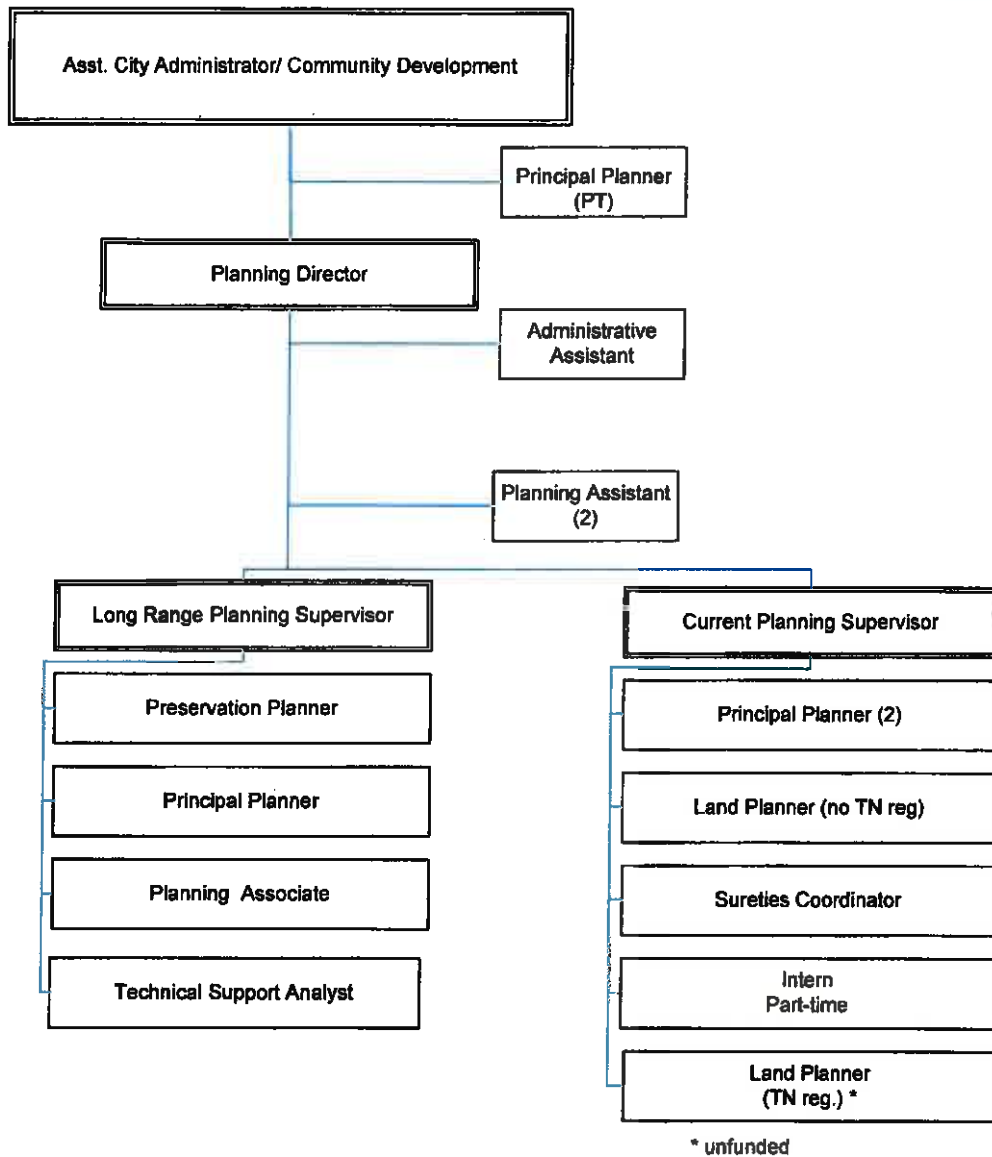 Asst. City Administrator/ Community Development
Principal Planner
(PT)
Planning Director
Administrative
Assistant
Planning Assistant
(2)
Long Range Planning Supervisor
Preservation Planner
Principal Planner
Planning Associate
Technical Support Analyst
Current Planning Supervisor
Principal Planner (2)
Land Planner (no TN reg)
Sureties Coordinator
Intern
Part-time
Land Planner
(TN reg.) *
* unfunded